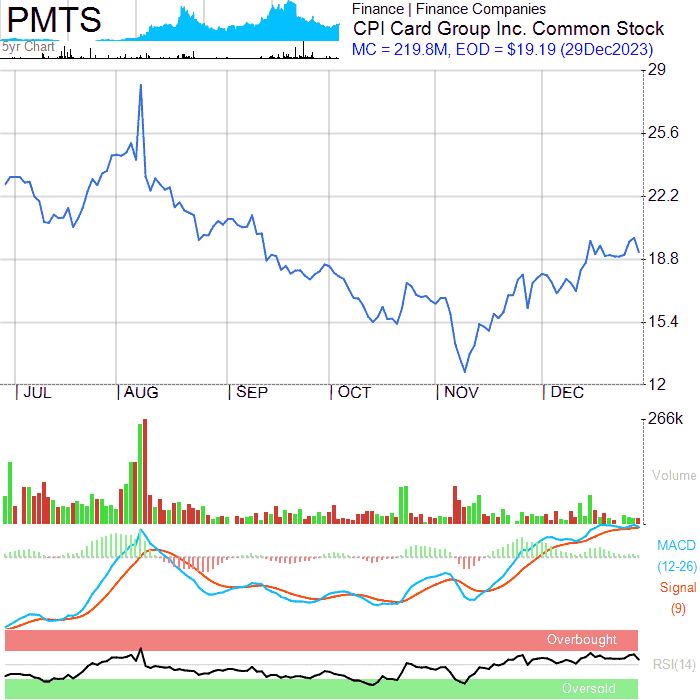 PMTS
5yr Chart
Finance | Finance Companies
CPI Card Group Inc. Common Stock
MC = 219.8M, EOD = $19.19 (29Dec2023)
29
25.6
22.2
18.8
15.4
12
JUL AUG SEP OCT NOV DEC
266k
Volume
MACD
(12-26)
Signal
(9)
Overbought
RSI(14)
Oversold